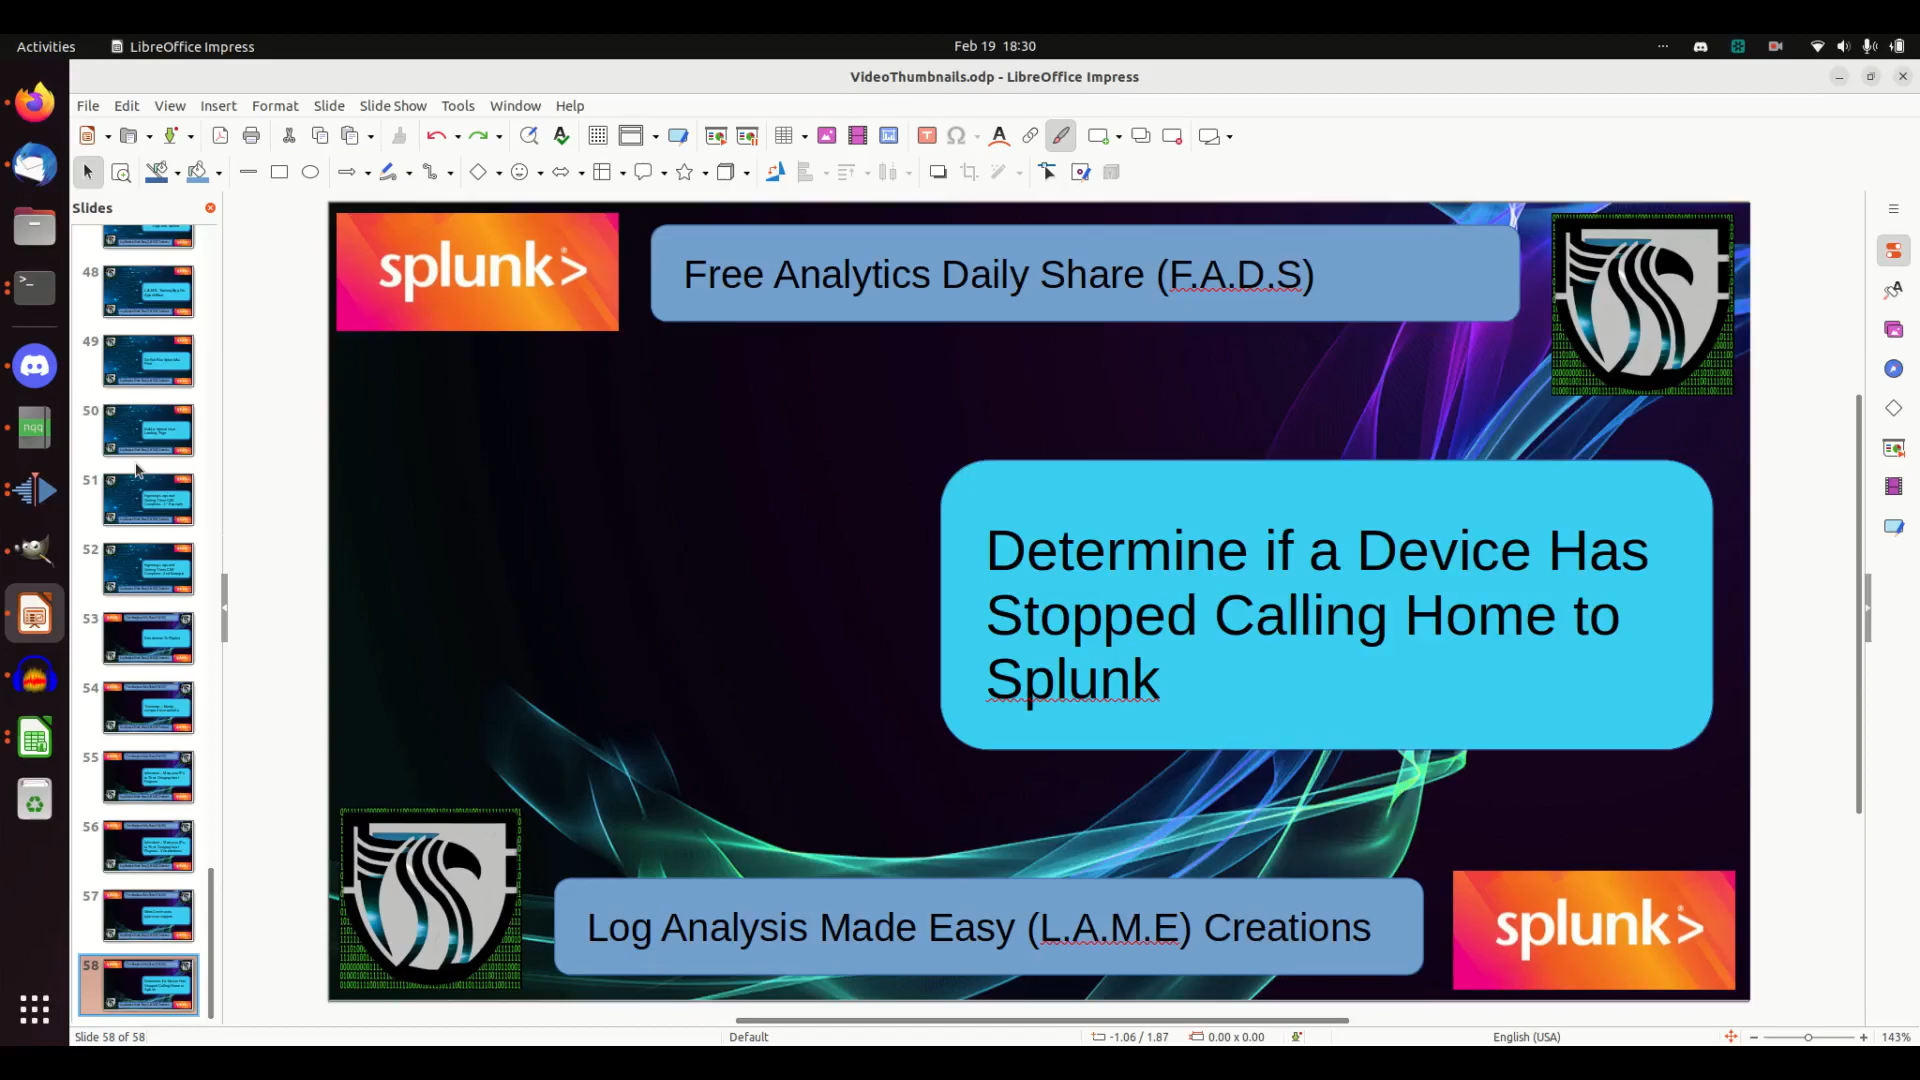 Activities
LibreOffice Impress
Feb 19 18:30
VideoThumbnails.odp - LibreOffice Impress
File Edit View Insert Format Slide Slide Show Tools Window Help
Slides
48
49
50
51
52
53
54
55
56
57
58
nqq
splunk>
Free Analytics Daily Share (F.A.D.S)
Determine if a Device Has
Stopped Calling Home to
Splunk
Log Analysis Made Easy (L.A.M.E) Creations
splunk>
Slide 58 of 58
Default
-1.06 / 1.87
0.00 x 0.00
English (USA)
143%